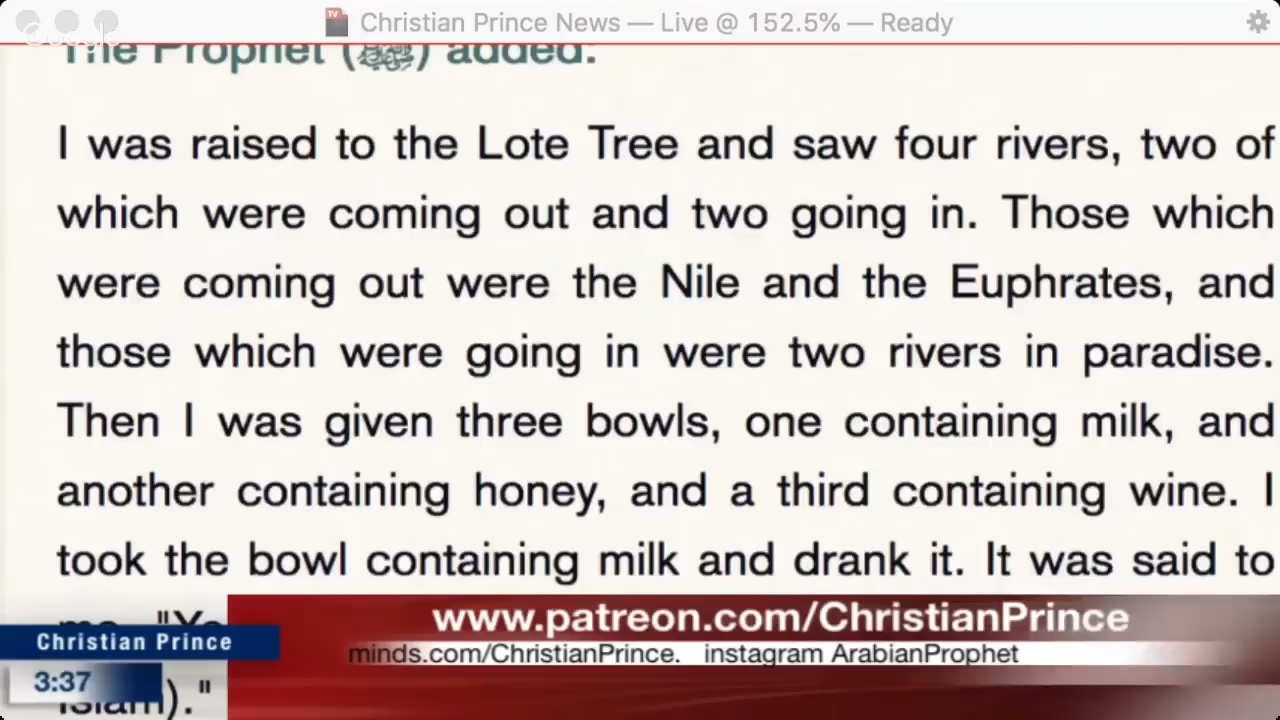 Christian Prince News — Live @ 152.5% — Ready
Google
The Prophet (ﷺ) added:
I was raised to the Lote Tree and saw four rivers, two of
which were coming out and two going in. Those which
were coming out were the Nile and the Euphrates, and
those which were going in were two rivers in paradise.
Then I was given three bowls, one containing milk, and
another containing honey, and a third containing wine. I
took the bowl containing milk and drank it. It was said to
me, "Yo
Islam)."
www.patreon.com/ChristianPrince
Christian Prince
minds.com/ChristianPrince. instagram ArabianProphet
3:37